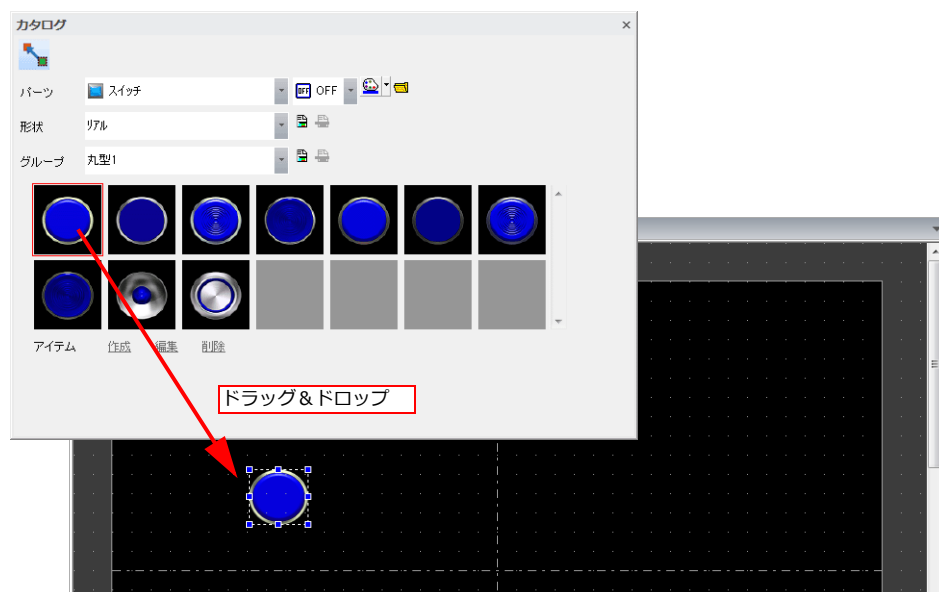 カタログ
パーツ スイッチ OFF OFF
形状 リアル
グループ 丸型1
アイテム 作成 編集 削除
ドラッグ＆ドロップ